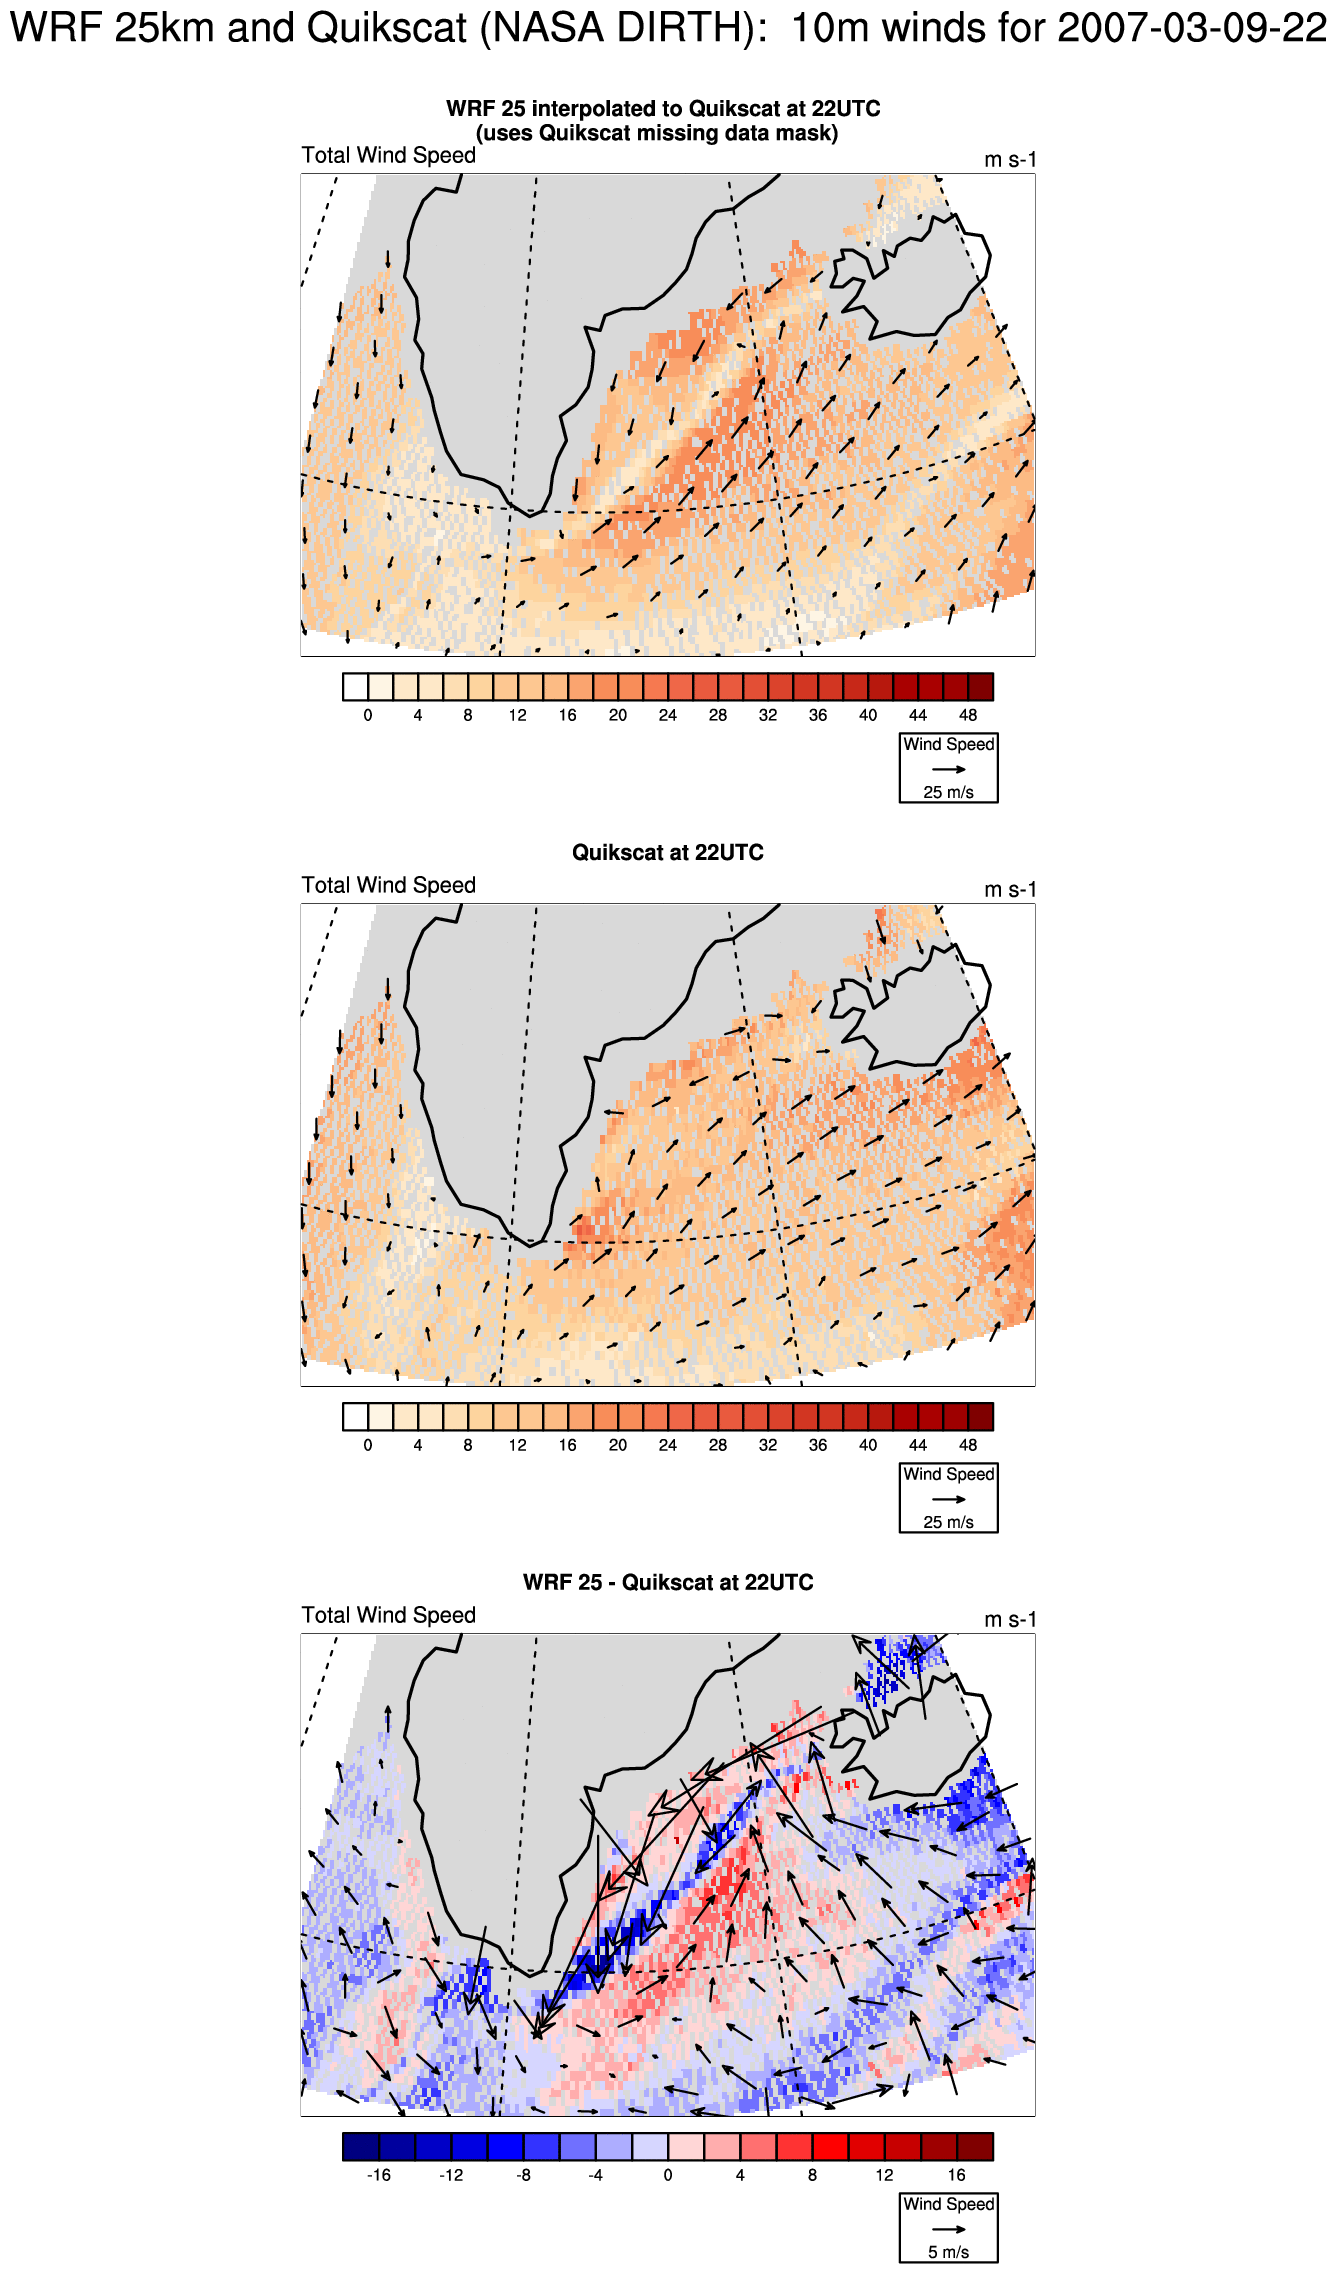 WRF 25km and Quikscat (NASA DIRTH):  10m winds for 2007-03-09-22
WRF 25 interpolated to Quikscat at 22UTC
(uses Quikscat missing data mask)
Total Wind Speed m s-1
0 4 8 12 16 20 24 28 32 36 40 44 48
Wind Speed
25 m/s
Quikscat at 22UTC
Total Wind Speed m s-1
0 4 8 12 16 20 24 28 32 36 40 44 48
Wind Speed
25 m/s
WRF 25 - Quikscat at 22UTC
Total Wind Speed m s-1
-16 -12 -8 -4 0 4 8 12 16
Wind Speed
5 m/s